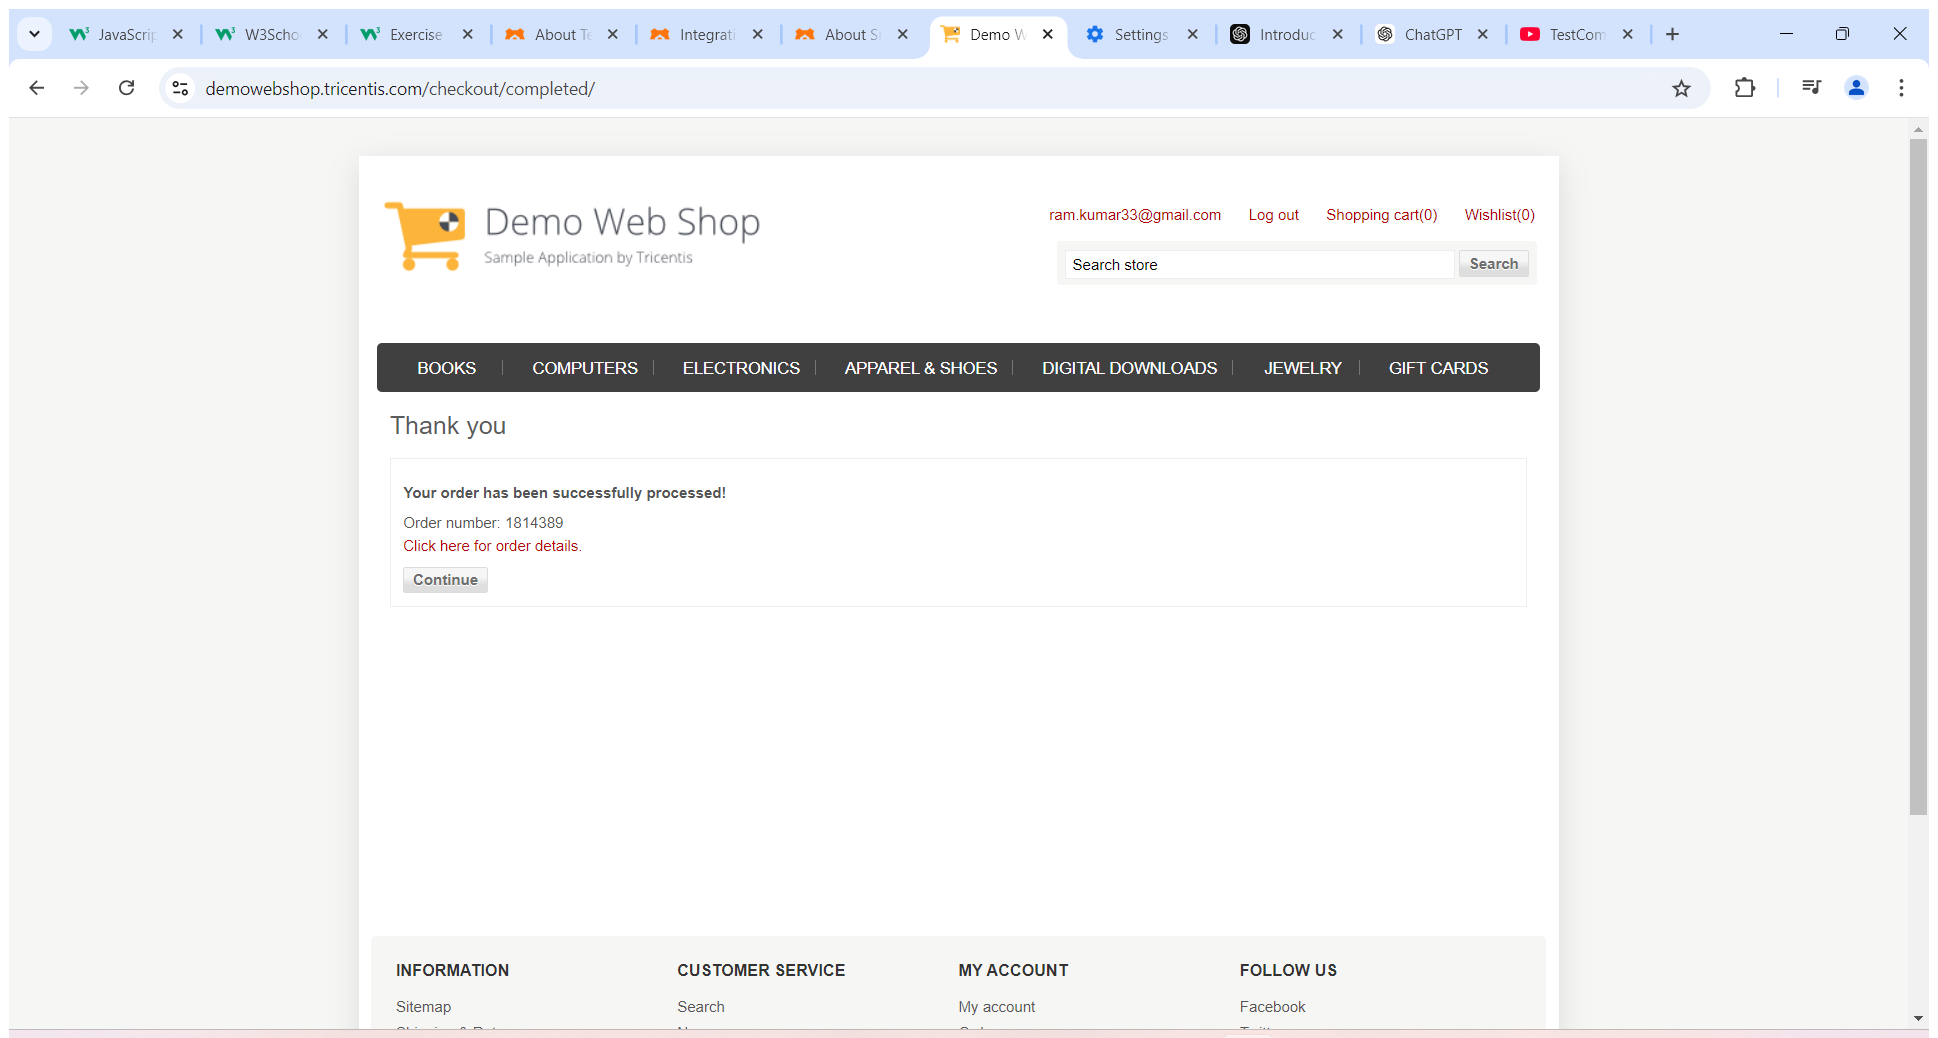 JavaScrip
W3Scho
Exercise
About Te
Integrati
About S
Demo W
Settings
Introduc
ChatGPT
TestCom
demowebshop.tricentis.com/checkout/completed/
Demo Web Shop
Sample Application by Tricentis
ram.kumar33@gmail.com Log out Shopping cart(0) Wishlist(0)
Search store Search
BOOKS COMPUTERS ELECTRONICS APPAREL & SHOES DIGITAL DOWNLOADS JEWELRY GIFT CARDS
Thank you
Your order has been successfully processed!
Order number: 1814389
Click here for order details.
Continue
INFORMATION CUSTOMER SERVICE MY ACCOUNT FOLLOW US
Sitemap Search My account Facebook